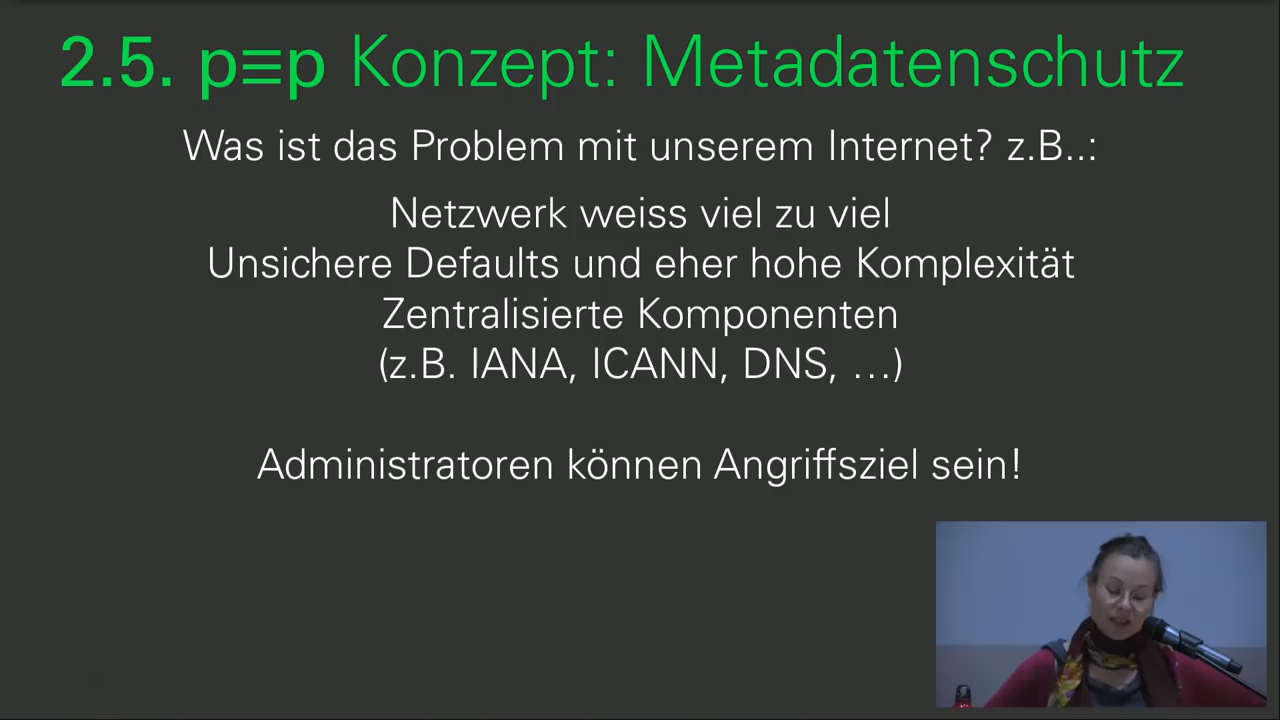 2.5. p≡p Konzept: Metadatenschutz
Was ist das Problem mit unserem Internet? z.B..:
Netzwerk weiss viel zu viel
Unsichere Defaults und eher hohe Komplexität
Zentralisierte Komponenten
(z.B. IANA, ICANN, DNS, …)
Administratoren können Angriffsziel sein!